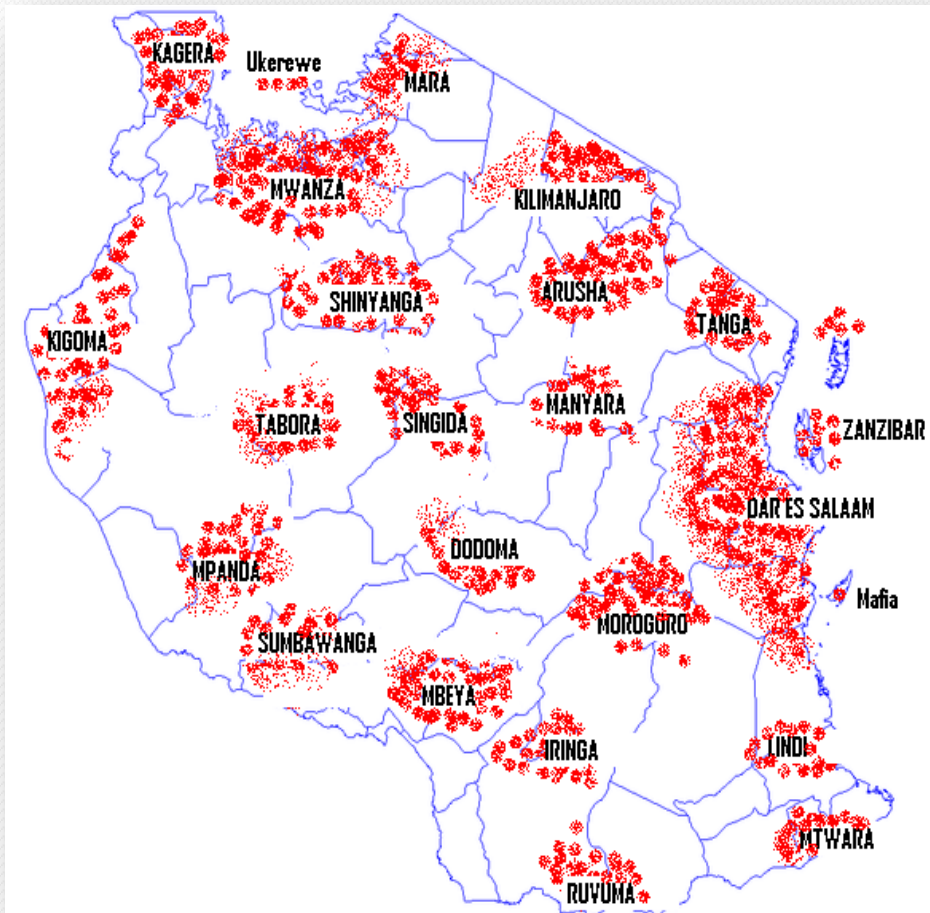 KAGERA
Ukerewe
MARA
MWANZA
KILIMANJARO
SHINYANGA
ARUSHA
TANGA
KIGOMA
TABORA
SINGIDA
MANYARA
ZANZIBAR
DAR ES SALAAM
DODOMA
MPANDA
Mafia
MOROGORO
SUMBAWANGA
MBEYA
IRINGA
LINDI
MTWARA
RUVUMA